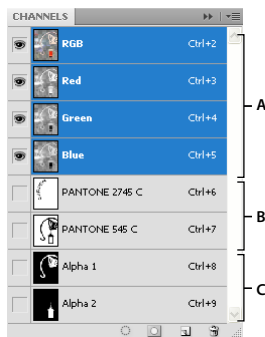 CHANNELS
RGB Ctrl+2
Red Ctrl+3
Green Ctrl+4
Blue Ctrl+5
PANTONE 2745 C Ctrl+6
PANTONE 545 C Ctrl+7
Alpha 1 Ctrl+8
Alpha 2 Ctrl+9
A
B
C